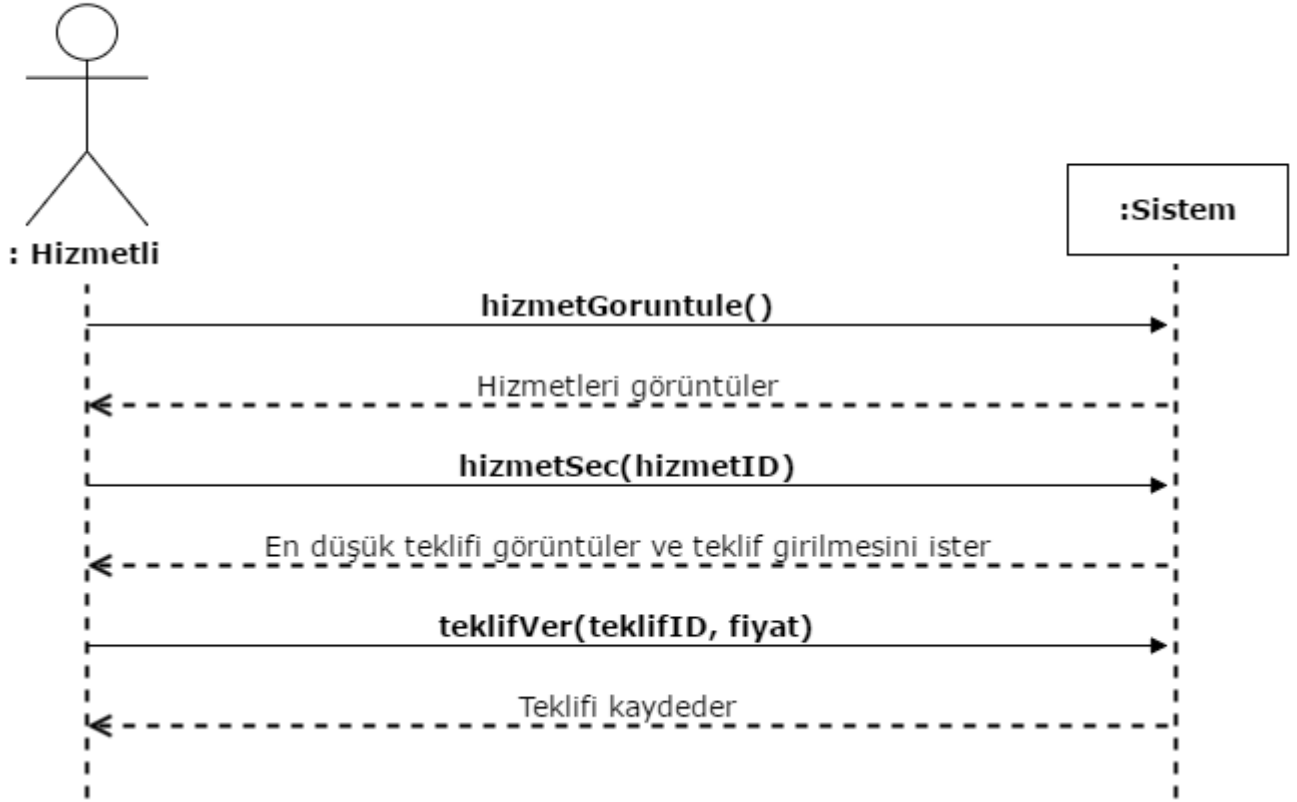 :Sistem
: Hizmetli
hizmetGoruntule()
Hizmetleri görüntüler
hizmetSec(hizmetID)
En düşük teklifi görüntüler ve teklif girilmesini ister
teklifVer(teklifID, fiyat)
Teklifi kaydeder